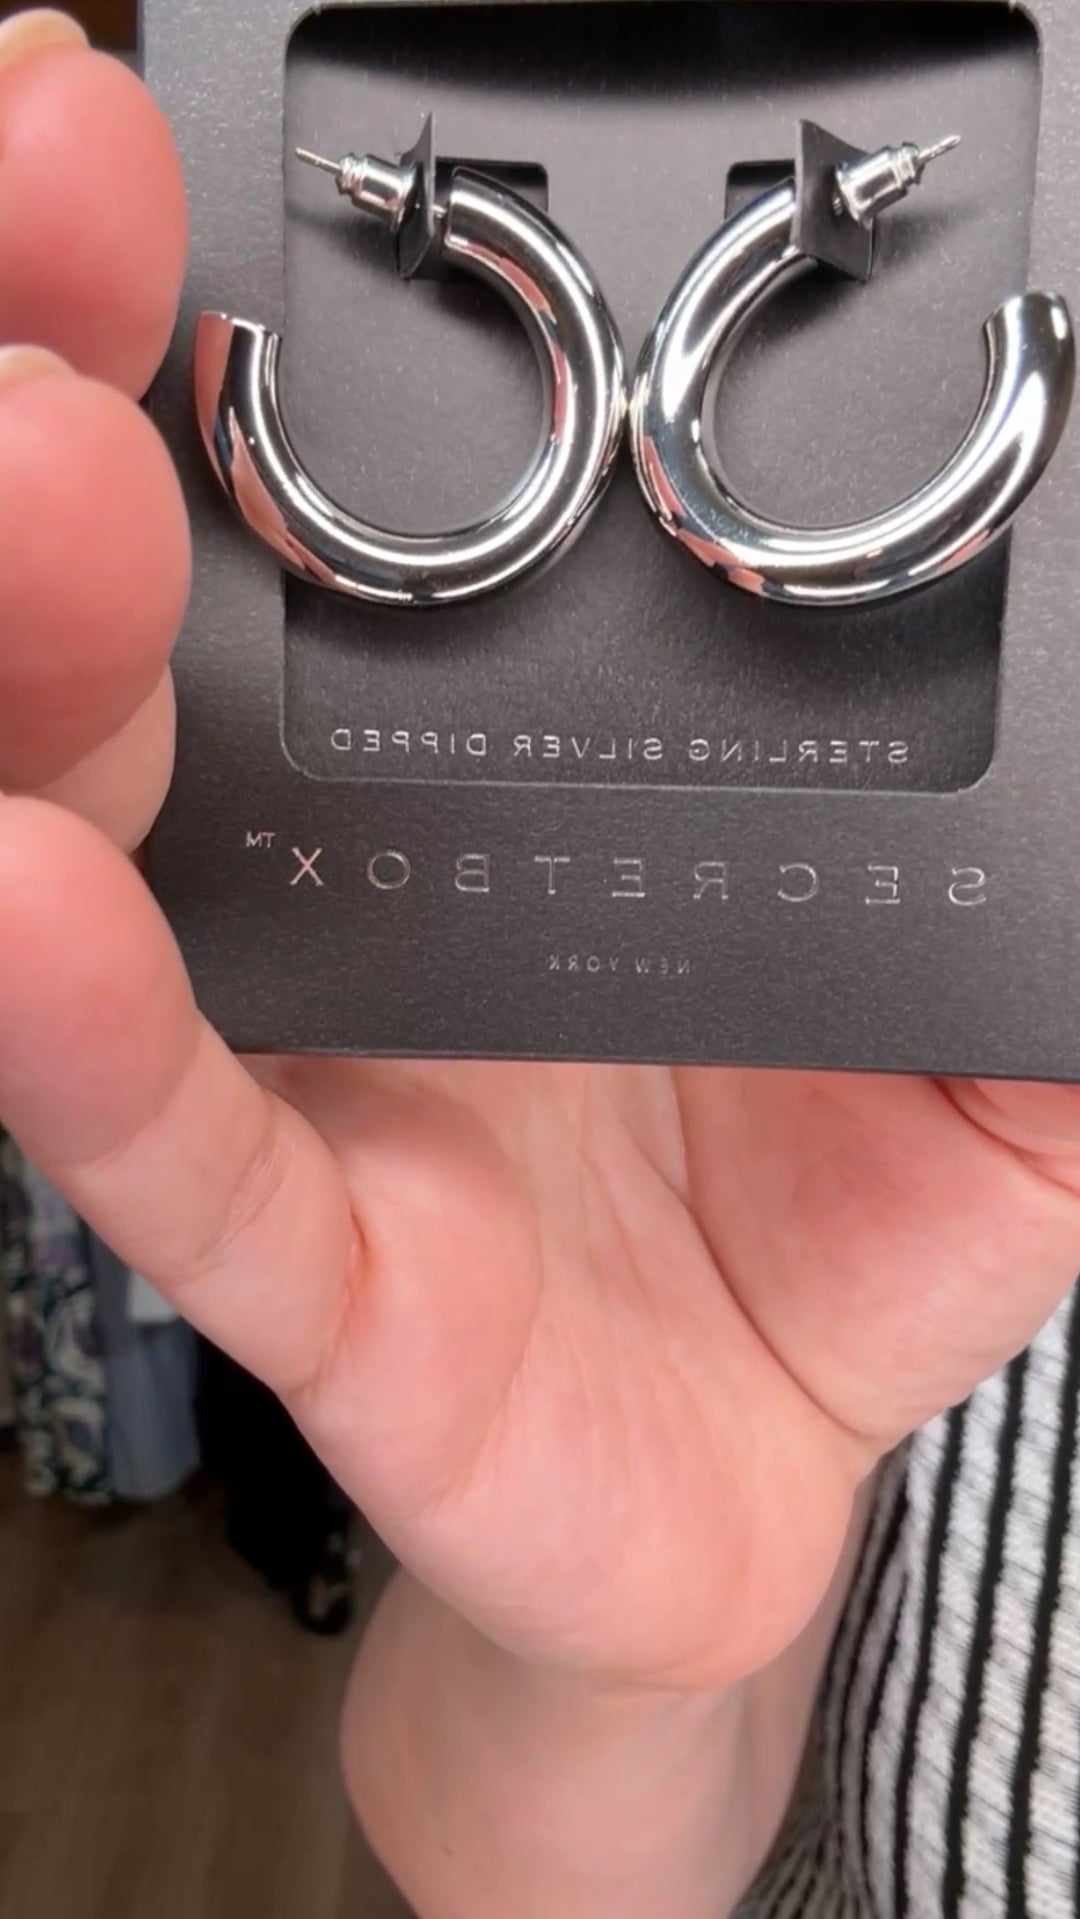 STERLING SILVER DIPPED
SECRETBOX™
NEW YORK